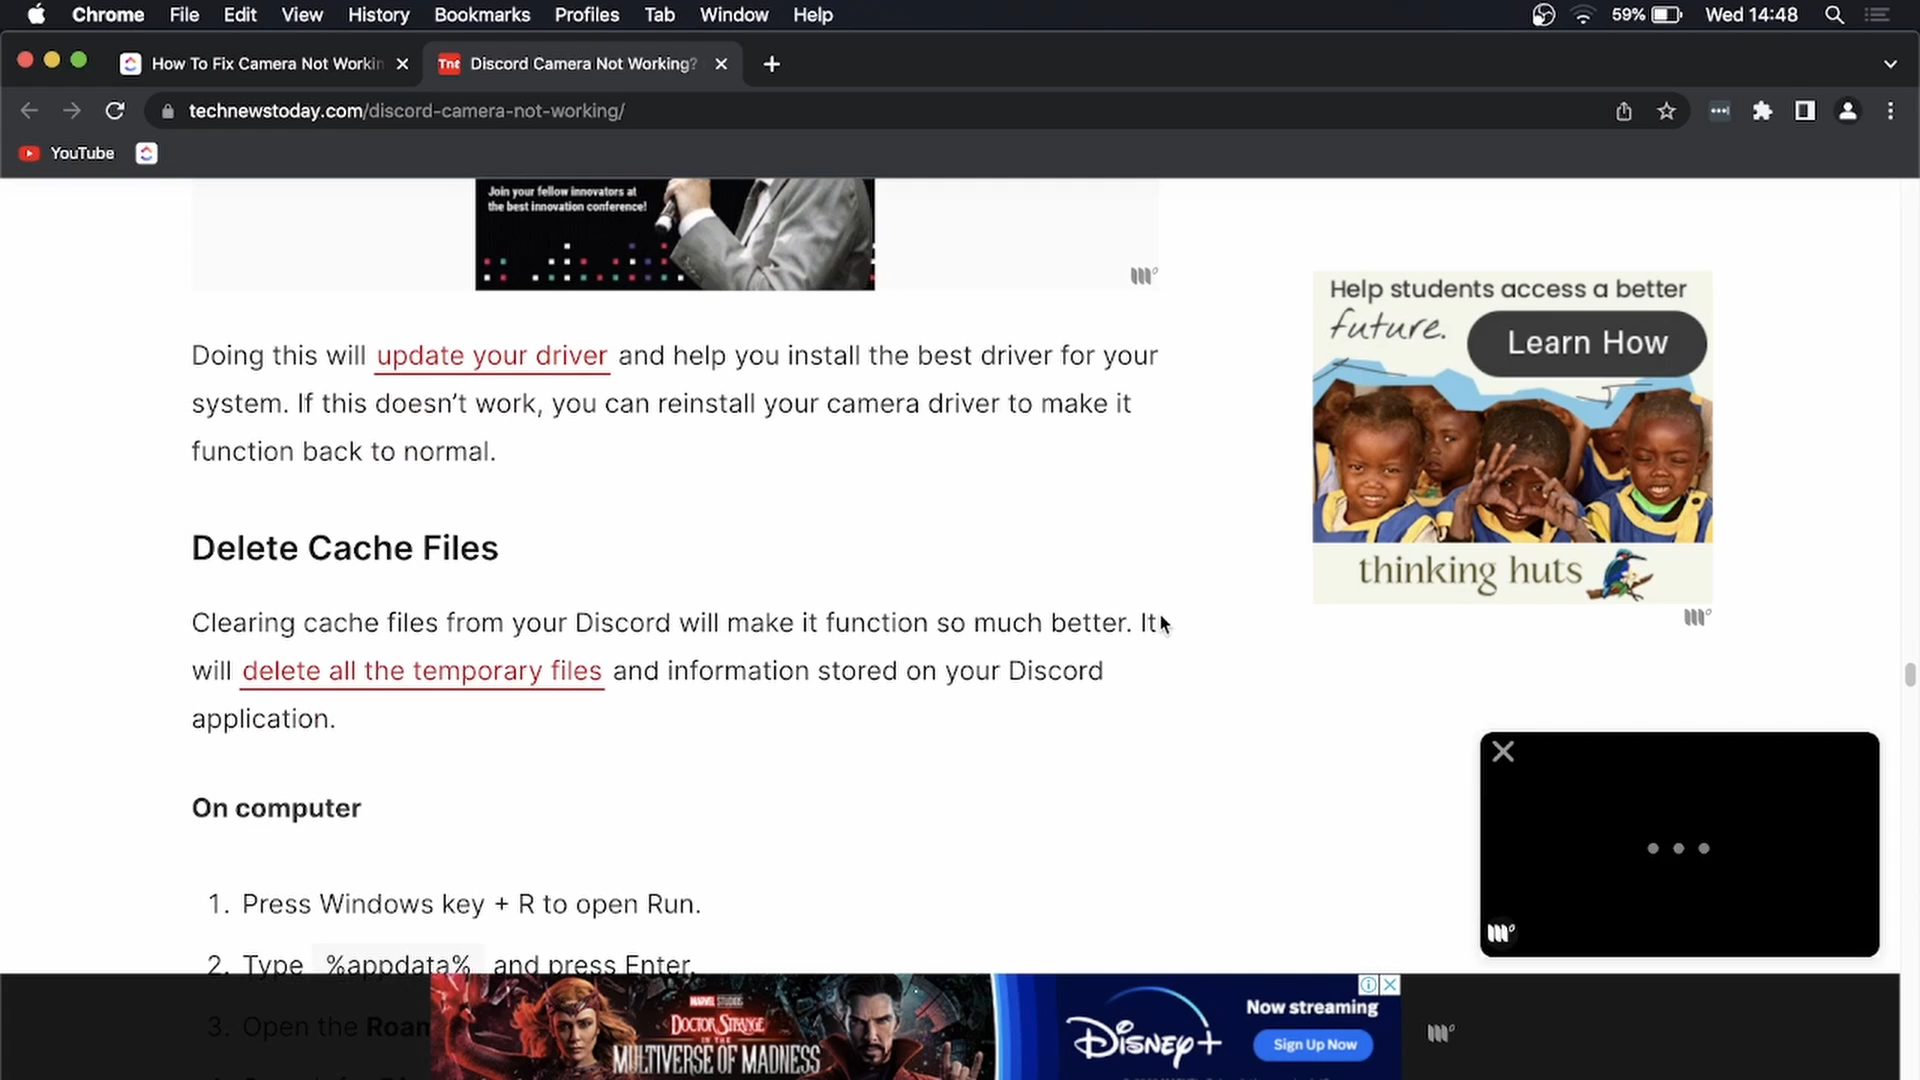 Chrome File Edit View History Bookmarks Profiles Tab Window Help 59% Wed 14:48
How To Fix Camera Not Workin
Tnt Discord Camera Not Working?
technewstoday.com/discord-camera-not-working/
YouTube
Join your fellow innovators at
the best innovation conference!
Help students access a better
future.
Learn How
thinking huts
Doing this will update your driver and help you install the best driver for your
system. If this doesn’t work, you can reinstall your camera driver to make it
function back to normal.
Delete Cache Files
Clearing cache files from your Discord will make it function so much better. It
will delete all the temporary files and information stored on your Discord
application.
On computer
1. Press Windows key + R to open Run.
2. Type %appdata% and press Enter.
3. Open the Roam
MARVEL STUDIOS
DOCTOR STRANGE
IN THE
MULTIVERSE OF MADNESS
Disney+
Now streaming
Sign Up Now